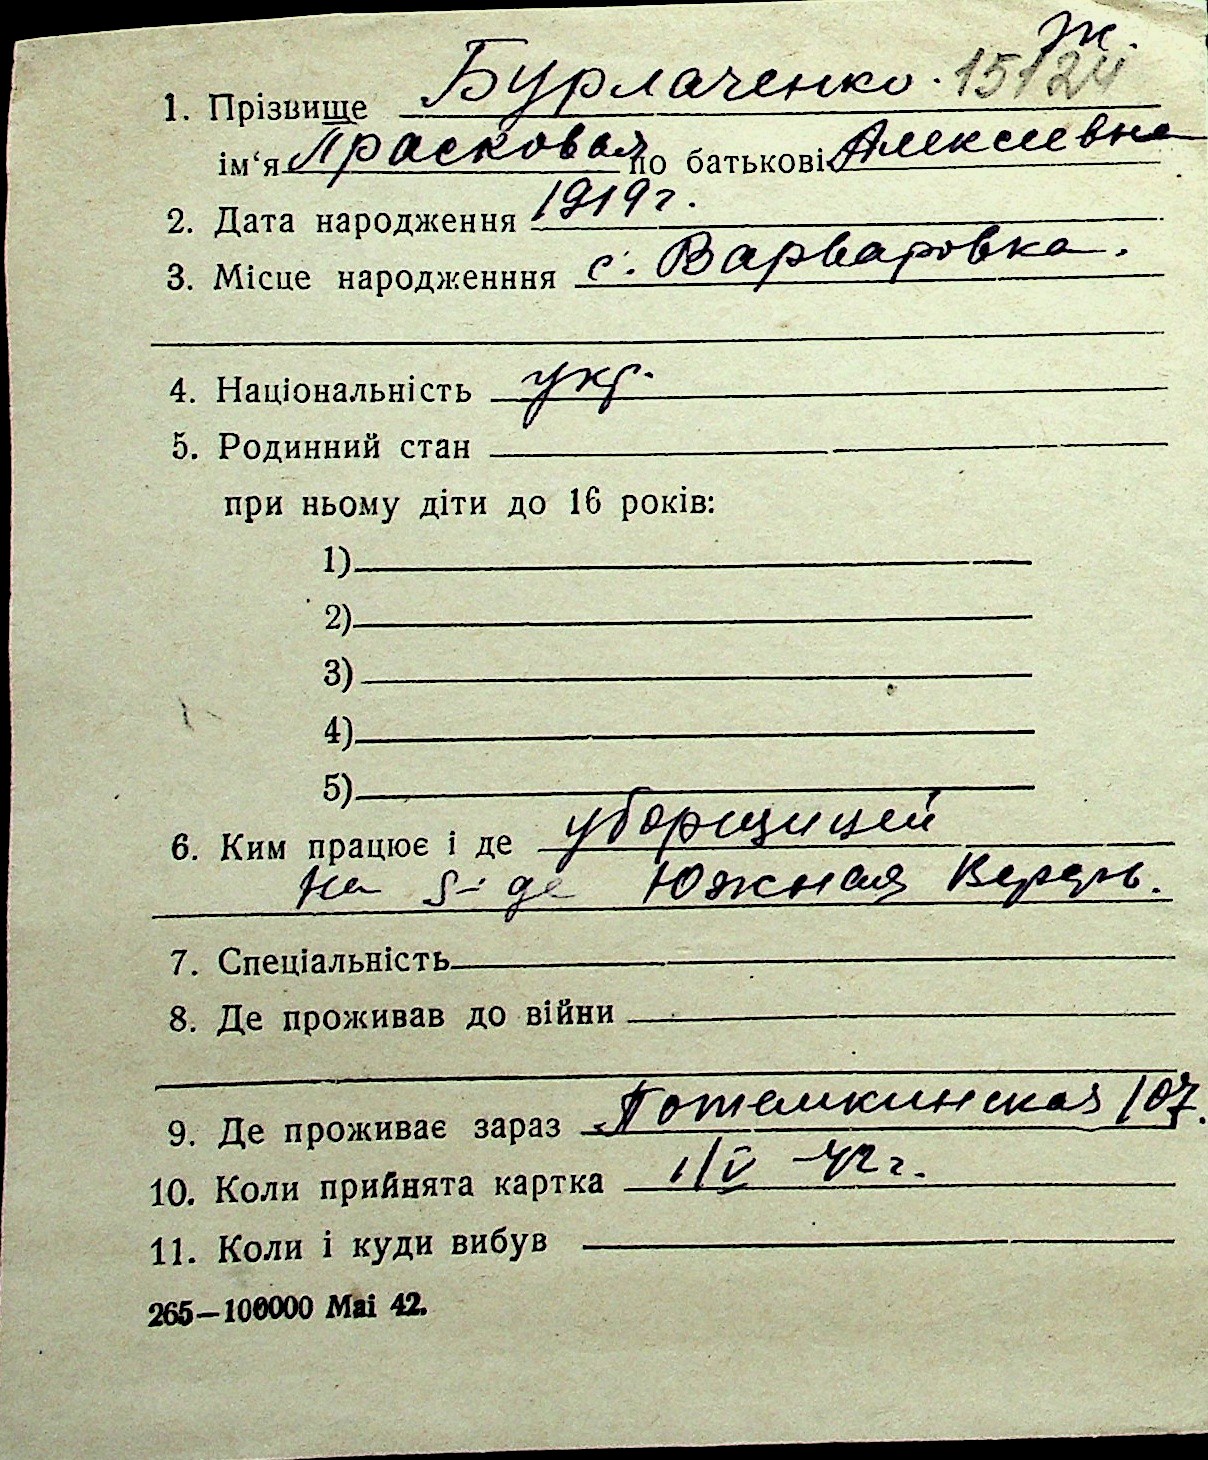 Ж.
1. Прізвище Бурлаченко. 15124
ім‘я Прасковая по батькові Алексеевна
2. Дата народження 1919 г.
3. Місце народженння с. Варваровка.
4. Національність укр.
5. Родинний стан
при ньому діти до 16 років:
1)
2)
3)
4)
5)
6. Ким працює і де уборщицей
На Южная Верфь.
7. Спеціальність
8. Де проживав до війни
9. Де проживає зараз Потемкинская 107.
10. Коли прийнята картка 1/V-42 г.
11. Коли і куди вибув
265—100000 Mai 42.